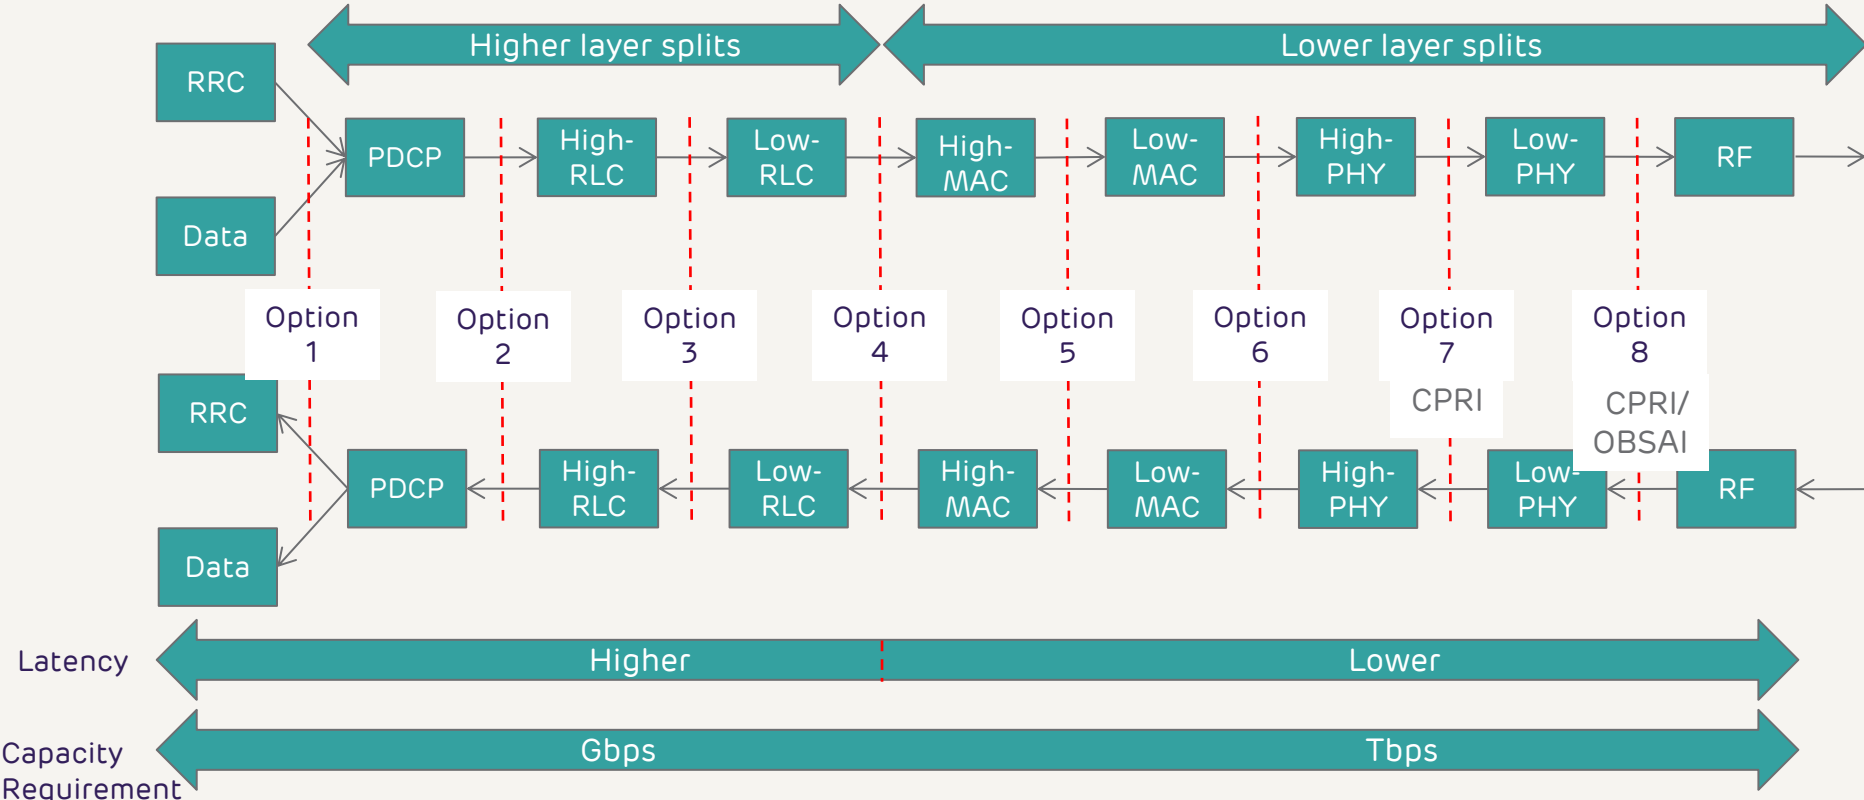 Higher layer splits
Lower layer splits
RRC
Data
PDCP
High-
RLC
Low-
RLC
High-
MAC
Low-
MAC
High-
PHY
Low-
PHY
RF
Option
1
Option
2
Option
3
Option
4
Option
5
Option
6
Option
7
CPRI
Option
8
CPRI/
OBSAI
RRC
Data
PDCP
High-
RLC
Low-
RLC
High-
MAC
Low-
MAC
High-
PHY
Low-
PHY
RF
Latency
Higher
Lower
Capacity
Requirement
Gbps
Tbps